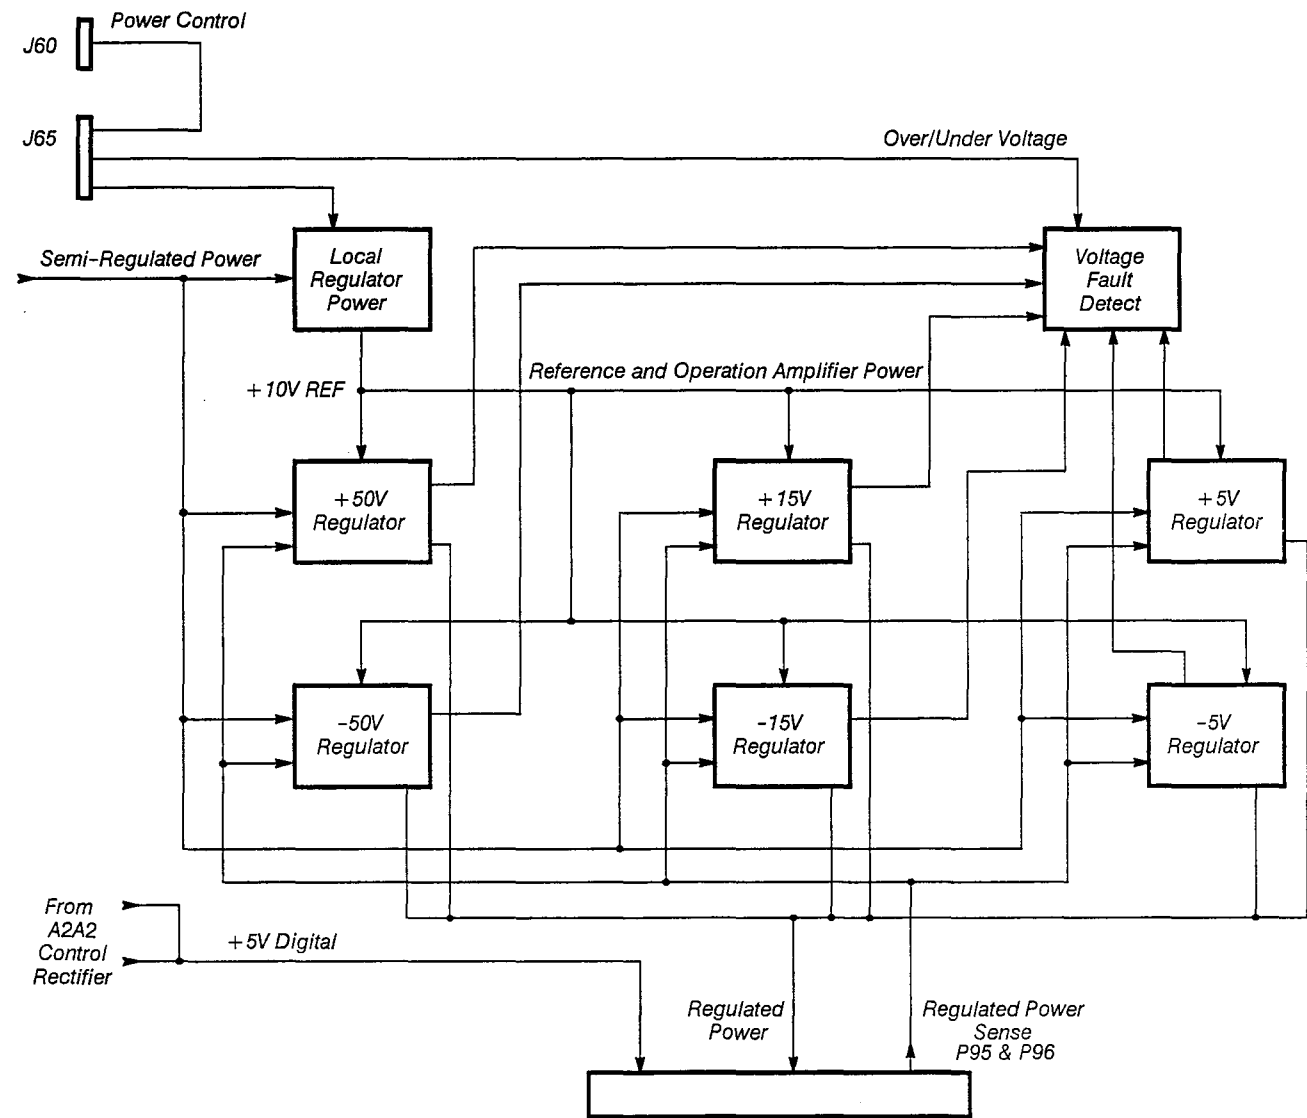 Power Control
J60
J65
Over/Under Voltage
Semi-Regulated Power
Local
Regulator
Power
Voltage
Fault
Detect
+10V REF
Reference and Operation Amplifier Power
+50V
Regulator
+15V
Regulator
+5V
Regulator
-50V
Regulator
-15V
Regulator
-5V
Regulator
From
A2A2
Control
Rectifier
+5V Digital
Regulated
Power
Regulated Power
Sense
P95 & P96